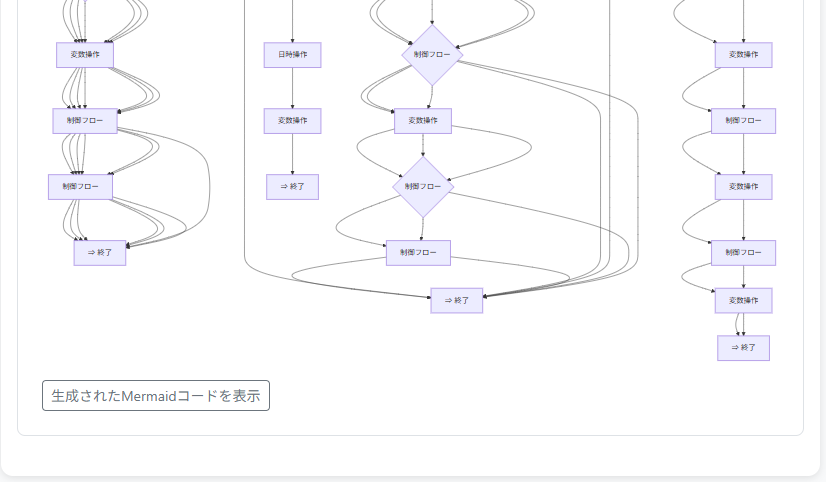 変数操作
日時操作
制御フロー
変数操作
制御フロー
変数操作
変数操作
制御フロー
制御フロー
⇒ 終了
制御フロー
変数操作
⇒ 終了
制御フロー
制御フロー
⇒ 終了
変数操作
⇒ 終了
生成されたMermaidコードを表示